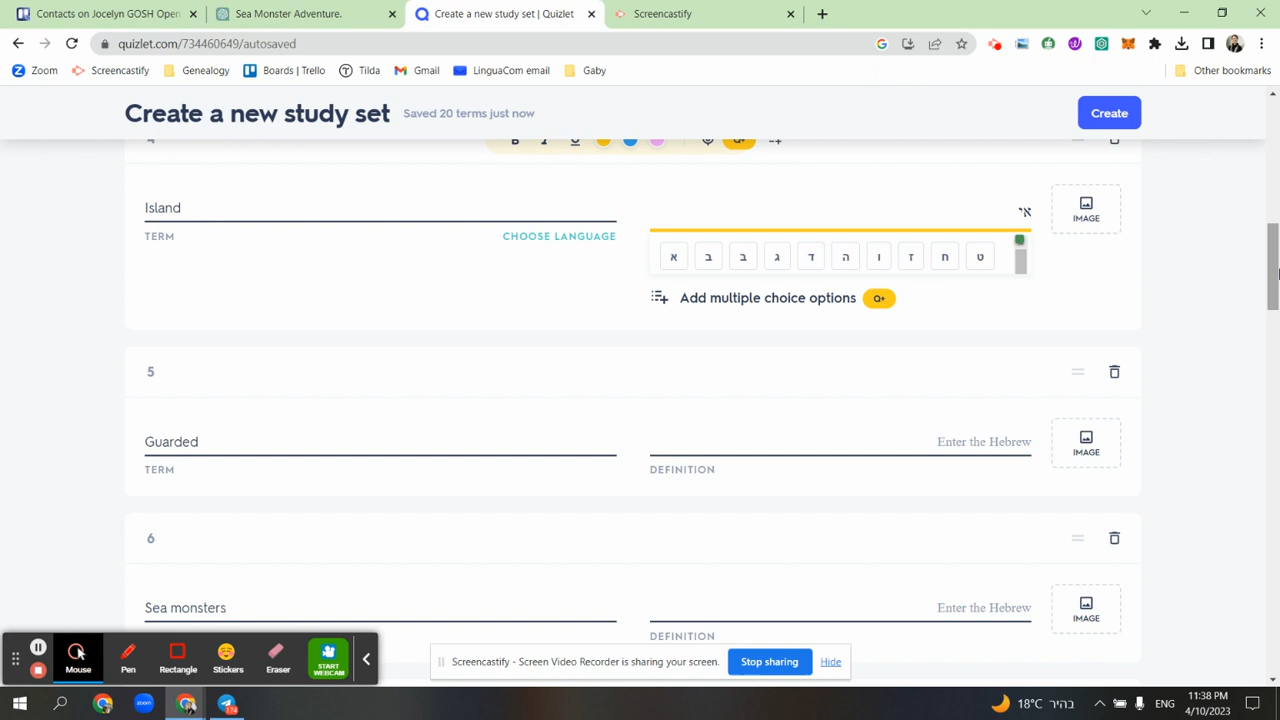 Contacts on Jocelyn GOSH Open
Sea Monster Adventure.
Create a new study set | Quizlet
Screencastify
quizlet.com/734460649/autosaved
Zoom
Screencastify
Genealogy
Boards | Trello
Tilda
Gmail
LinguaCom email
Gaby
Other bookmarks
Create a new study set
Saved 20 terms just now
Create
4
B I U
Q+
Island
אי
TERM
CHOOSE LANGUAGE
IMAGE
א ב ב ג ד ה ו ז ח ט
Add multiple choice options
Q+
5
Guarded
Enter the Hebrew
TERM
DEFINITION
IMAGE
6
Sea monsters
Enter the Hebrew
DEFINITION
IMAGE
Mouse
Pen
Rectangle
Stickers
Eraser
START
WEBCAM
Screencastify - Screen Video Recorder is sharing your screen.
Stop sharing
Hide
174
18°C
בהיר
ENG
11:38 PM
4/10/2023